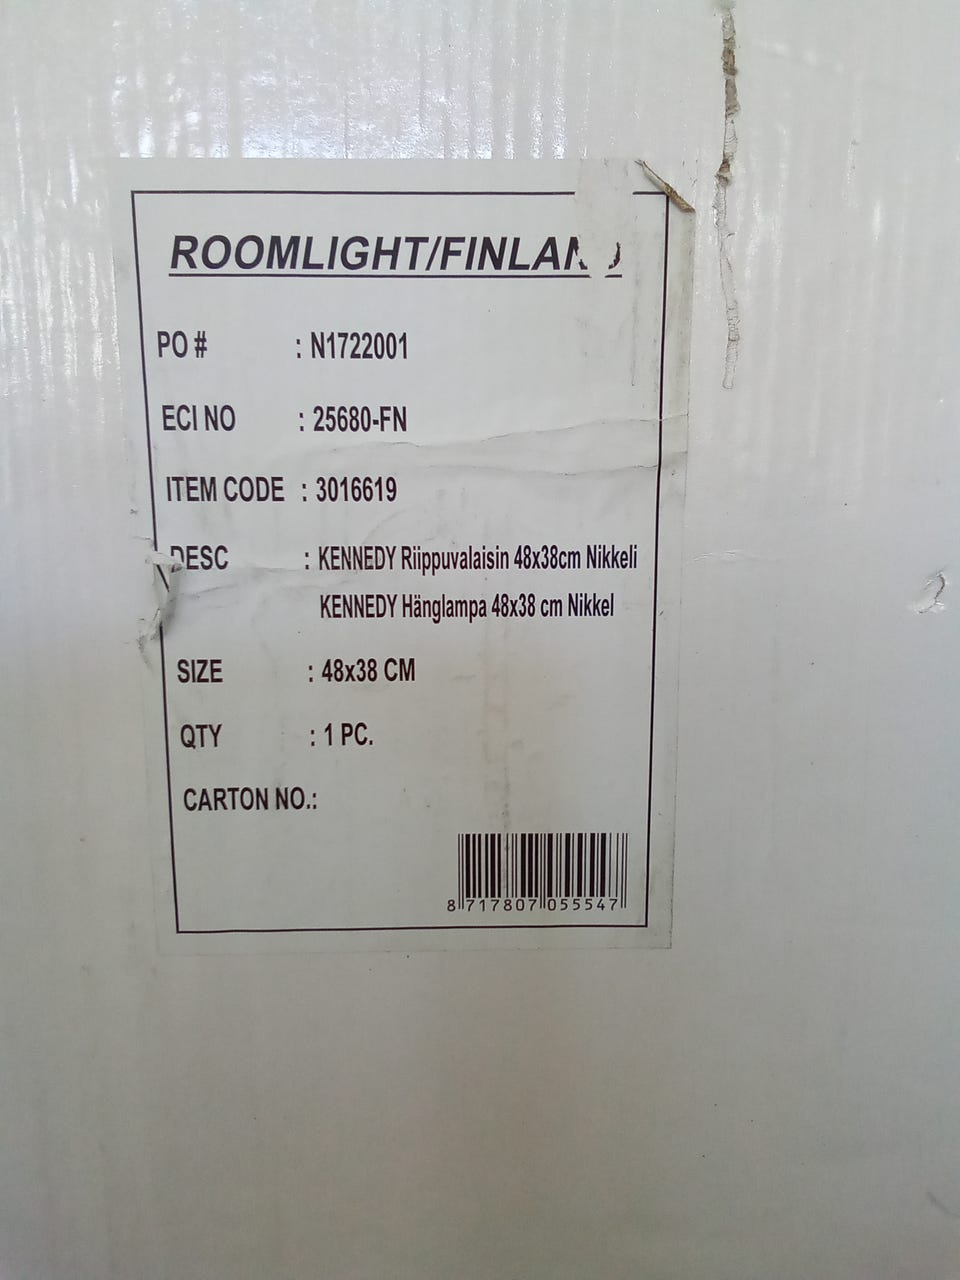 ROOMLIGHT/FINLAND
PO # : N1722001
ECI NO : 25680-FN
ITEM CODE : 3016619
DESC : KENNEDY Riippuvalaisin 48x38cm Nikkeli
KENNEDY Hänglampa 48x38 cm Nikkel
SIZE : 48x38 CM
QTY : 1 PC.
CARTON NO.:
8 717807 055547